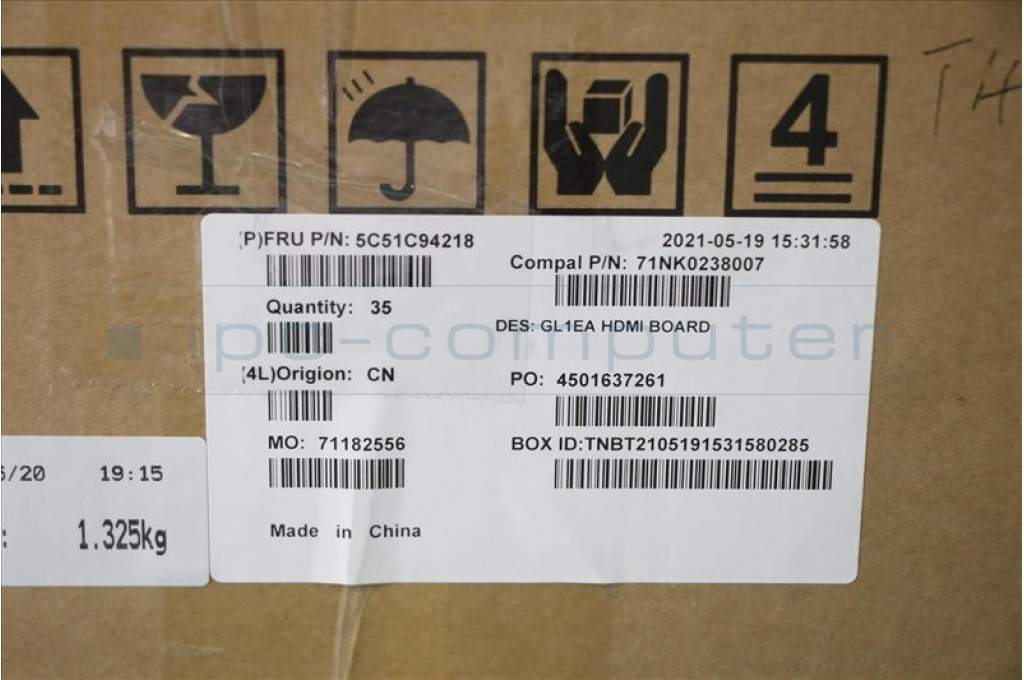 4
TH
(P)FRU P/N: 5C51C94218
2021-05-19 15:31:58
Compal P/N: 71NK0238007
Quantity: 35
DES: GL1EA HDMI BOARD
ipc-computer
(4L)Origion: CN
PO: 4501637261
MO: 71182556
BOX ID:TNBT2105191531580285
/20 19:15
: 1.325kg
Made in China